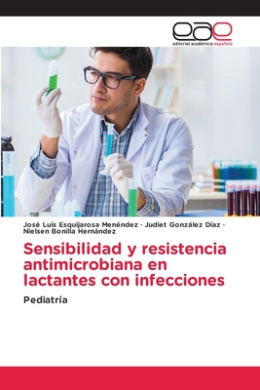 eae
editorial académica española
José Luis Esquijarosa Menéndez · Judiet González Díaz ·
Nielsen Bonilla Hernández
Sensibilidad y resistencia
antimicrobiana en
lactantes con infecciones
Pediatría